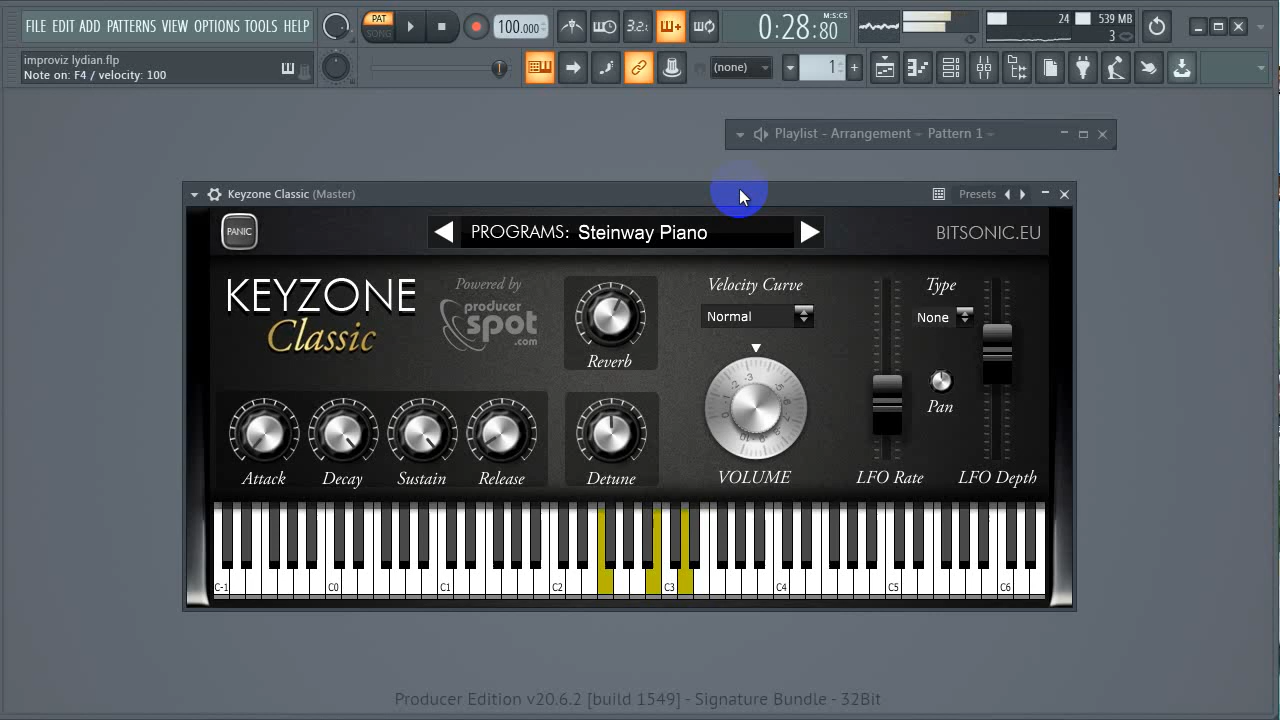 FILE EDIT ADD PATTERNS VIEW OPTIONS TOOLS HELP
PAT
SONG
100.000
3.2:
0:28:80
M:S:CS
24
539 MB
3
improviz lydian.flp
Note on: F4 / velocity: 100
(none)
1
Playlist - Arrangement - Pattern 1
Keyzone Classic (Master)
Presets
PANIC
PROGRAMS: Steinway Piano
BITSONIC.EU
KEYZONE
Classic
Powered by
producer
spot
.com
Reverb
Velocity Curve
Normal
Type
None
Pan
Attack
Decay
Sustain
Release
Detune
VOLUME
LFO Rate
LFO Depth
C-1
C0
C1
C2
C3
C4
C5
C6
Producer Edition v20.6.2 [build 1549] - Signature Bundle - 32Bit